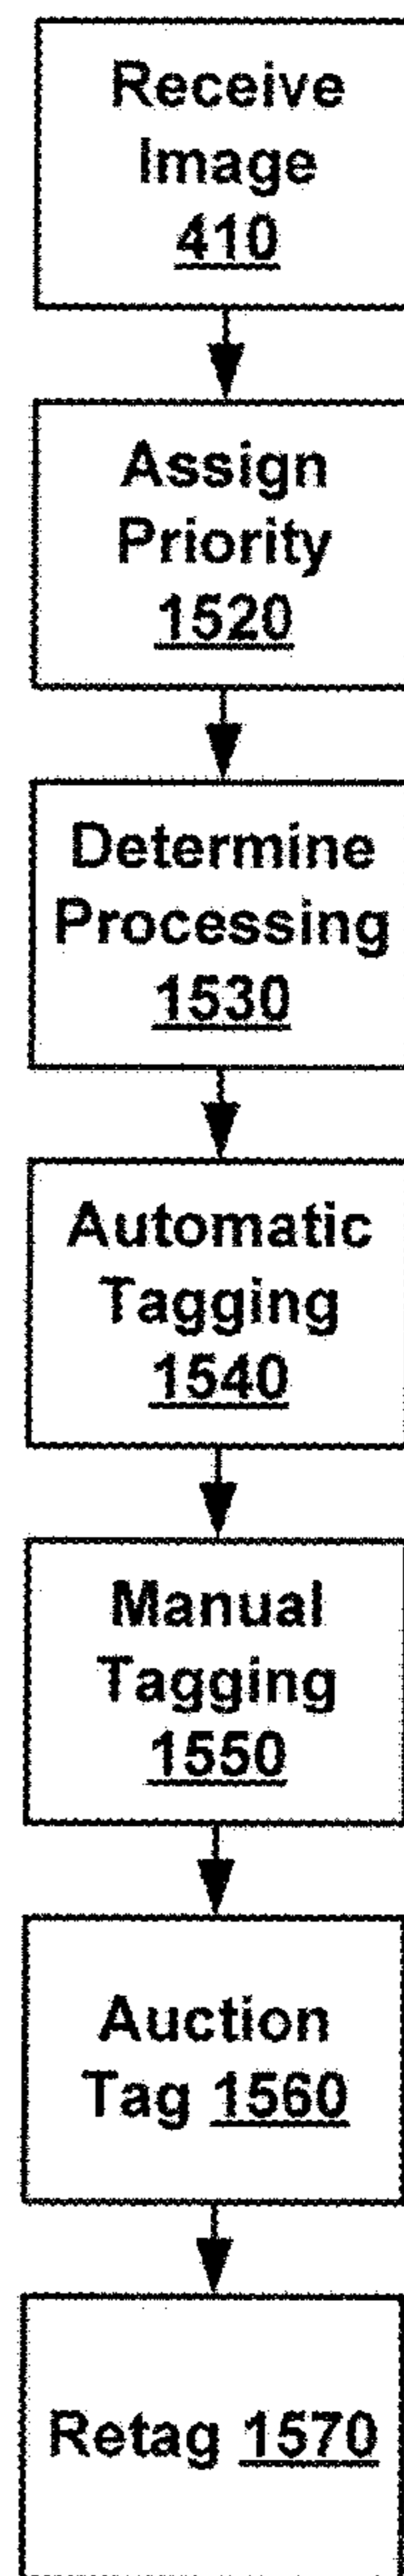 Receive
Image
410
Assign
Priority
1520
Determine
Processing
1530
Automatic
Tagging
1540
Manual
Tagging
1550
Auction
Tag 1560
Retag 1570